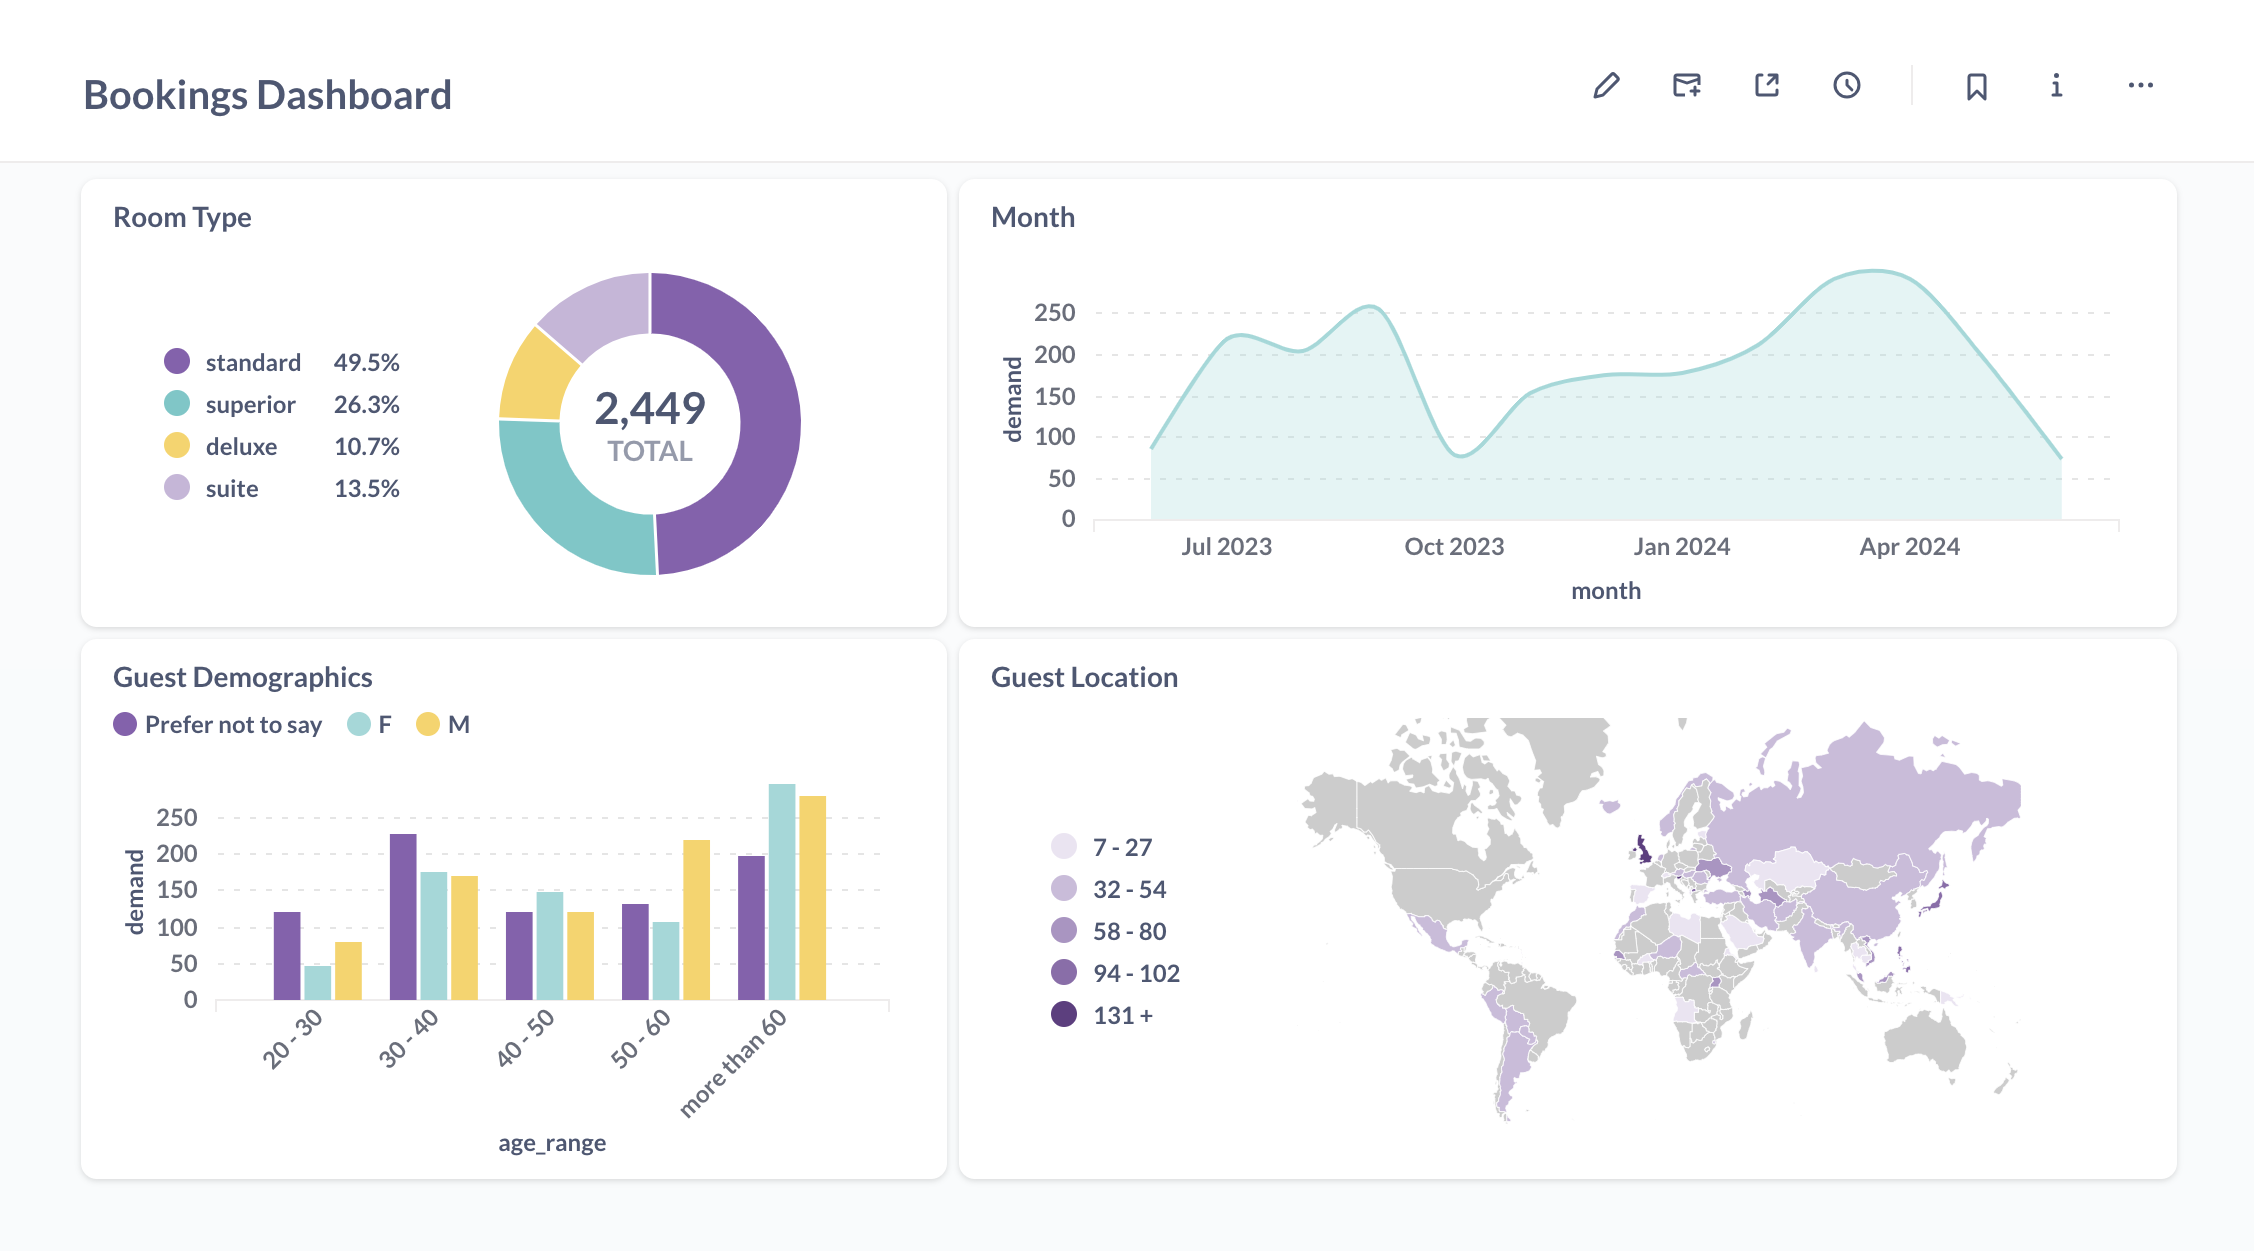 Bookings Dashboard
Room Type
standard 49.5%
superior 26.3%
deluxe 10.7%
suite 13.5%
2,449
TOTAL
Month
demand
250
200
150
100
50
0
Jul 2023 Oct 2023 Jan 2024 Apr 2024
month
Guest Demographics
Prefer not to say F M
demand
250
200
150
100
50
0
20 - 30 30 - 40 40 - 50 50 - 60 more than 60
age_range
Guest Location
7 - 27
32 - 54
58 - 80
94 - 102
131 +